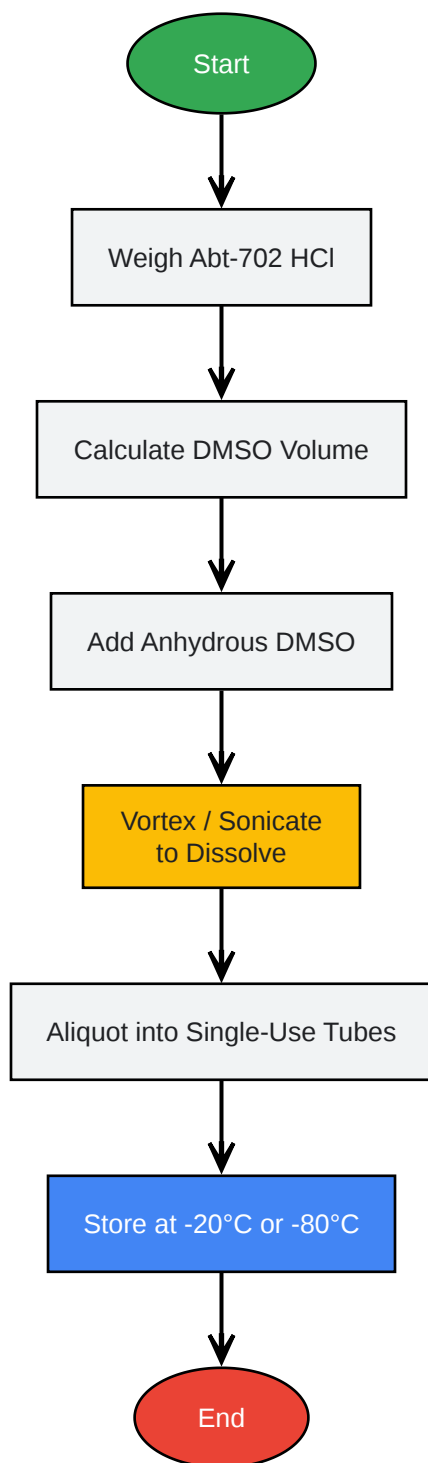 Start
Weigh Abt-702 HCl
Calculate DMSO Volume
Add Anhydrous DMSO
Vortex / Sonicate
to Dissolve
Aliquot into Single-Use Tubes
Store at -20°C or -80°C
End